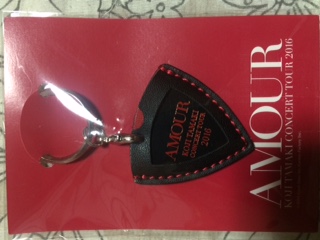 AMOUR
KOJI TAMAKI
CONCERT TOUR
2016
AMOUR
KOJI TAMAKI CONCERT TOUR 2016